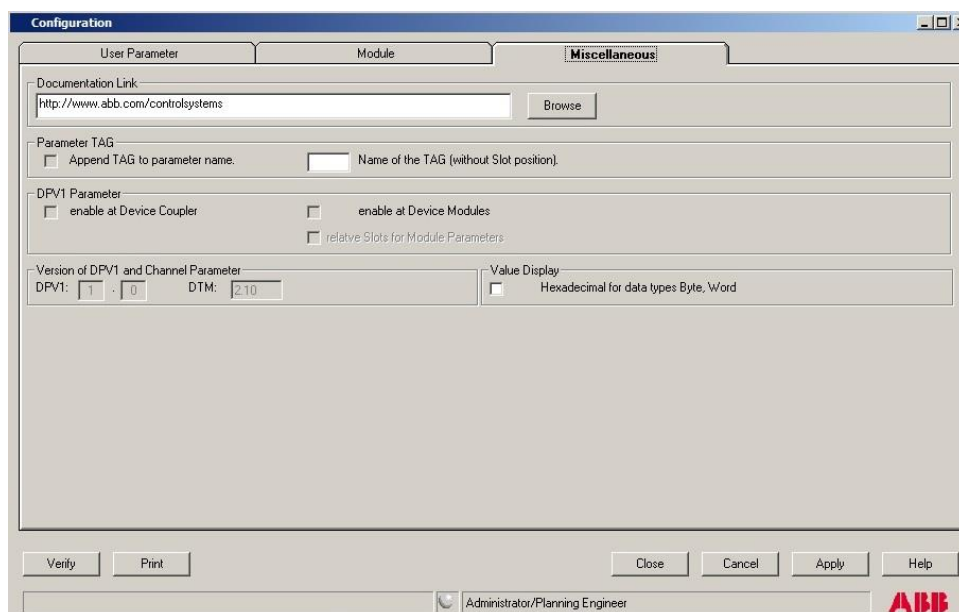 Configuration
User Parameter Module Miscellaneous
Documentation Link
http://www.abb.com/controlsystems Browse
Parameter TAG
Append TAG to parameter name. Name of the TAG (without Slot position).
DPV1 Parameter
enable at Device Coupler enable at Device Modules
relatve Slots for Module Parameters
Version of DPV1 and Channel Parameter Value Display
DPV1: 1 . 0 DTM: 2.10 Hexadecimal for data types Byte, Word
Verify Print Close Cancel Apply Help
Administrator/Planning Engineer ABB